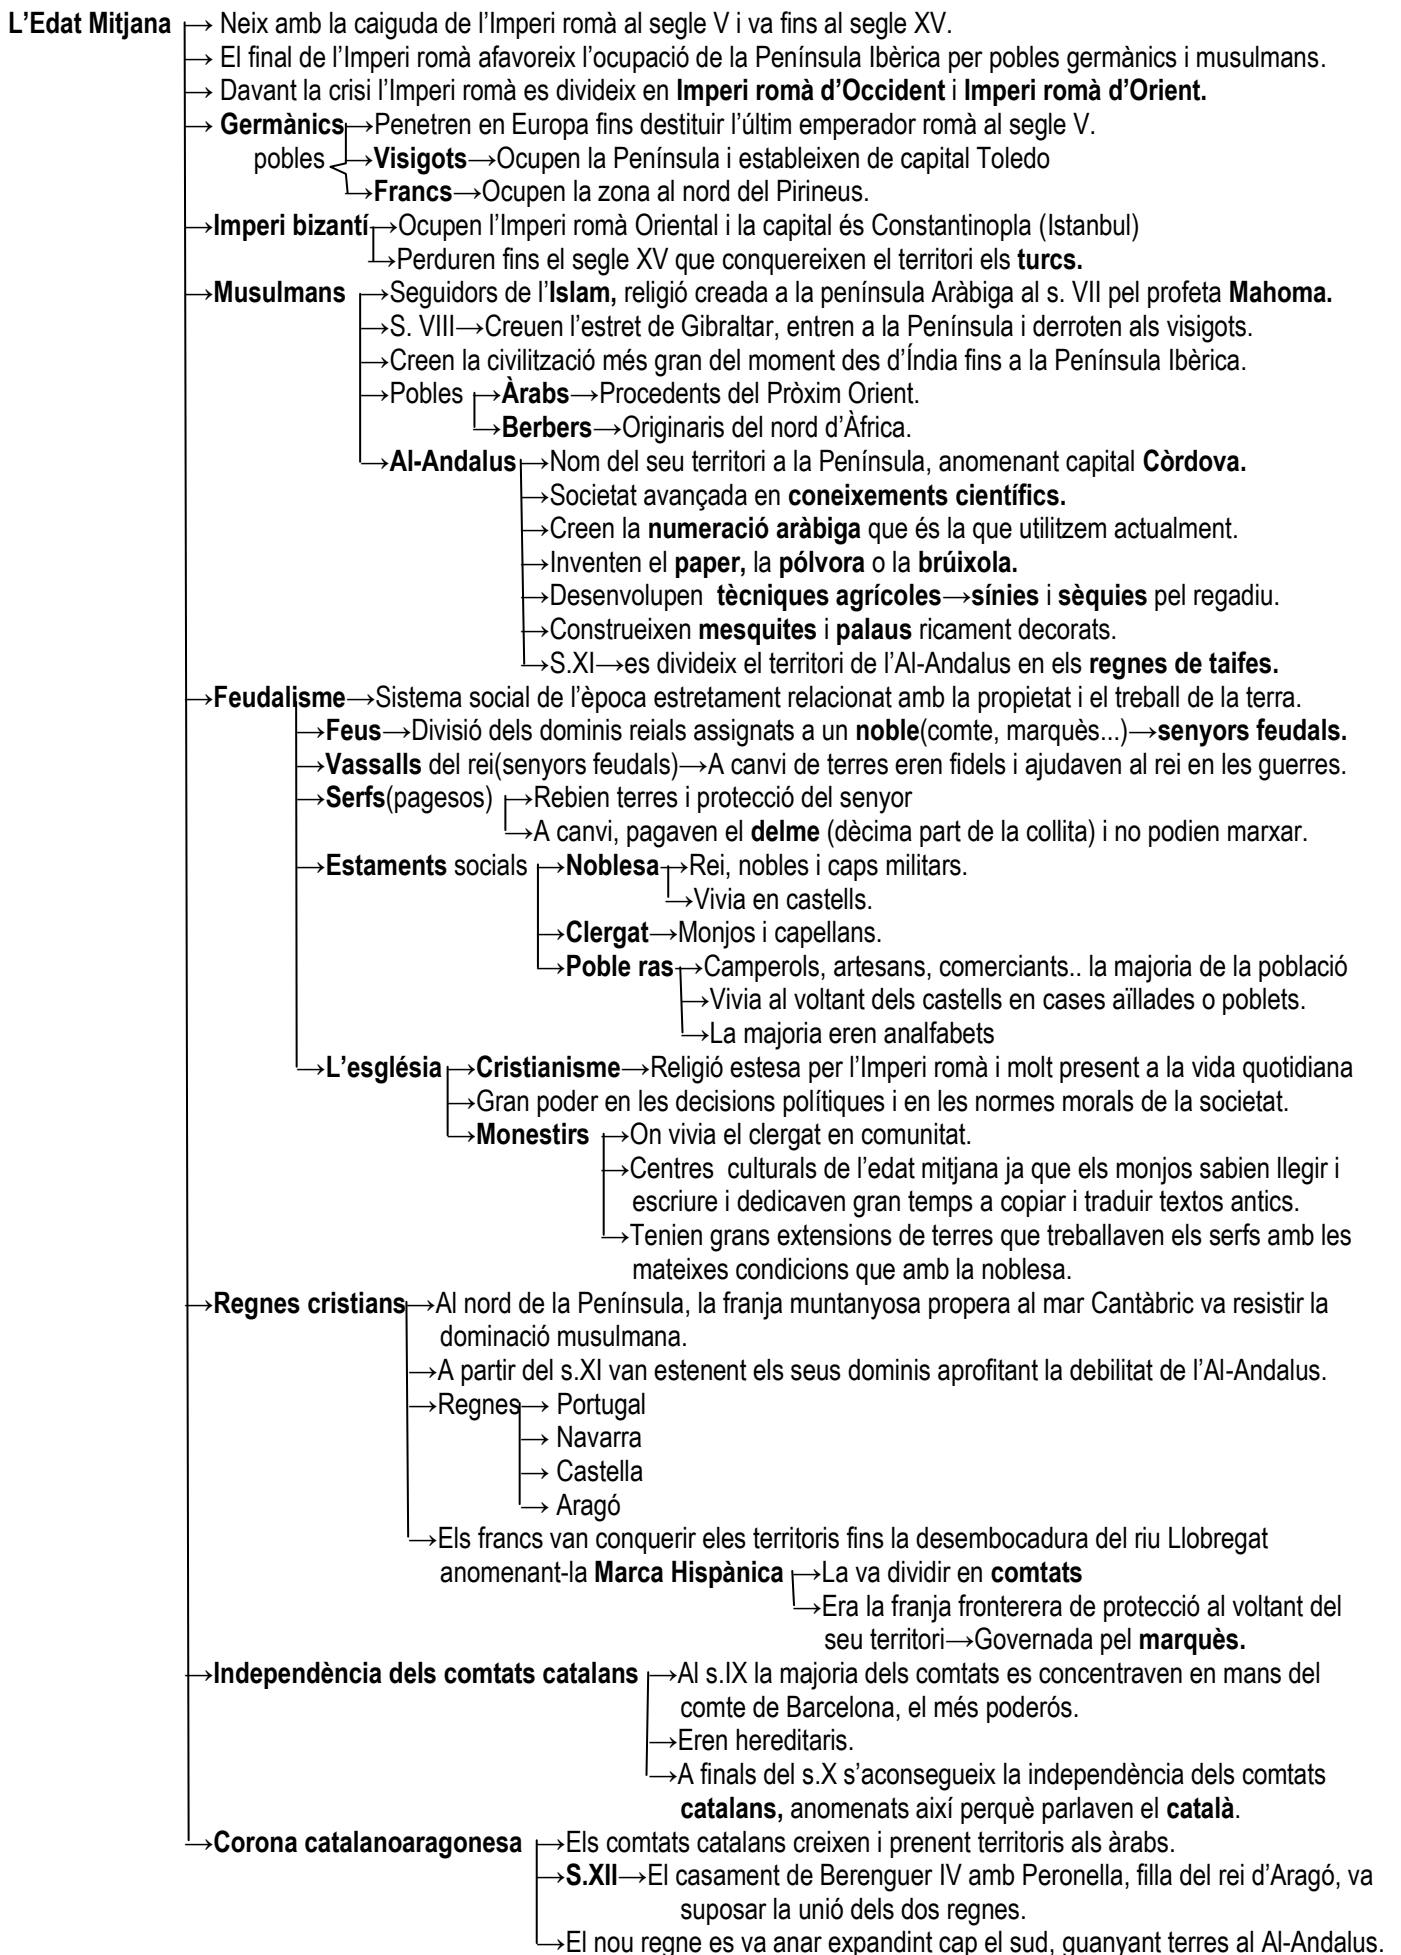 L’Edat Mitjana → Neix amb la caiguda de l’Imperi romà al segle V i va fins al segle XV.
→ El final de l’Imperi romà afavoreix l’ocupació de la Península Ibèrica per pobles germànics i musulmans.
→ Davant la crisi l’Imperi romà es divideix en Imperi romà d’Occident i Imperi romà d’Orient.
→ Germànics→Penetren en Europa fins destituir l’últim emperador romà al segle V.
pobles →Visigots→Ocupen la Península i estableixen de capital Toledo
→Francs→Ocupen la zona al nord del Pirineus.
→Imperi bizantí→Ocupen l’Imperi romà Oriental i la capital és Constantinopla (Istanbul)
→Perduren fins el segle XV que conquereixen el territori els turcs.
→Musulmans →Seguidors de l’Islam, religió creada a la península Aràbiga al s. VII pel profeta Mahoma.
→S. VIII→Creuen l’estret de Gibraltar, entren a la Península i derroten als visigots.
→Creen la civilització més gran del moment des d’Índia fins a la Península Ibèrica.
→Pobles →Àrabs→Procedents del Pròxim Orient.
→Berbers→Originaris del nord d’Àfrica.
→Al-Andalus→Nom del seu territori a la Península, anomenant capital Còrdova.
→Societat avançada en coneixements científics.
→Creen la numeració aràbiga que és la que utilitzem actualment.
→Inventen el paper, la pólvora o la brúixola.
→Desenvolupen tècniques agrícoles→sínies i sèquies pel regadiu.
→Construeixen mesquites i palaus ricament decorats.
→S.XI→es divideix el territori de l’Al-Andalus en els regnes de taifes.
→Feudalisme→Sistema social de l’època estretament relacionat amb la propietat i el treball de la terra.
→Feus→Divisió dels dominis reials assignats a un noble(comte, marquès...)→senyors feudals.
→Vassalls del rei(senyors feudals)→A canvi de terres eren fidels i ajudaven al rei en les guerres.
→Serfs(pagesos) →Rebien terres i protecció del senyor
→A canvi, pagaven el delme (dècima part de la collita) i no podien marxar.
→Estaments socials →Noblesa→Rei, nobles i caps militars.
→Vivia en castells.
→Clergat→Monjos i capellans.
→Poble ras→Camperols, artesans, comerciants.. la majoria de la població
→Vivia al voltant dels castells en cases aïllades o poblets.
→La majoria eren analfabets
→L’església→Cristianisme→Religió estesa per l’Imperi romà i molt present a la vida quotidiana
→Gran poder en les decisions polítiques i en les normes morals de la societat.
→Monestirs →On vivia el clergat en comunitat.
→Centres culturals de l’edat mitjana ja que els monjos sabien llegir i
escriure i dedicaven gran temps a copiar i traduir textos antics.
→Tenien grans extensions de terres que treballaven els serfs amb les
mateixes condicions que amb la noblesa.
→Regnes cristians→Al nord de la Península, la franja muntanyosa propera al mar Cantàbric va resistir la
dominació musulmana.
→A partir del s.XI van estenent els seus dominis aprofitant la debilitat de l’Al-Andalus.
→Regnes→ Portugal
→ Navarra
→ Castella
→ Aragó
→Els francs van conquerir eles territoris fins la desembocadura del riu Llobregat
anomenant-la Marca Hispànica →La va dividir en comtats
→Era la franja fronterera de protecció al voltant del
seu territori→Governada pel marquès.
→Independència dels comtats catalans →Al s.IX la majoria dels comtats es concentraven en mans del
comte de Barcelona, el més poderós.
→Eren hereditaris.
→A finals del s.X s’aconsegueix la independència dels comtats
catalans, anomenats així perquè parlaven el català.
→Corona catalanoaragonesa →Els comtats catalans creixen i prenent territoris als àrabs.
→S.XII→El casament de Berenguer IV amb Peronella, filla del rei d’Aragó, va
suposar la unió dels dos regnes.
→El nou regne es va anar expandint cap el sud, guanyant terres al Al-Andalus.